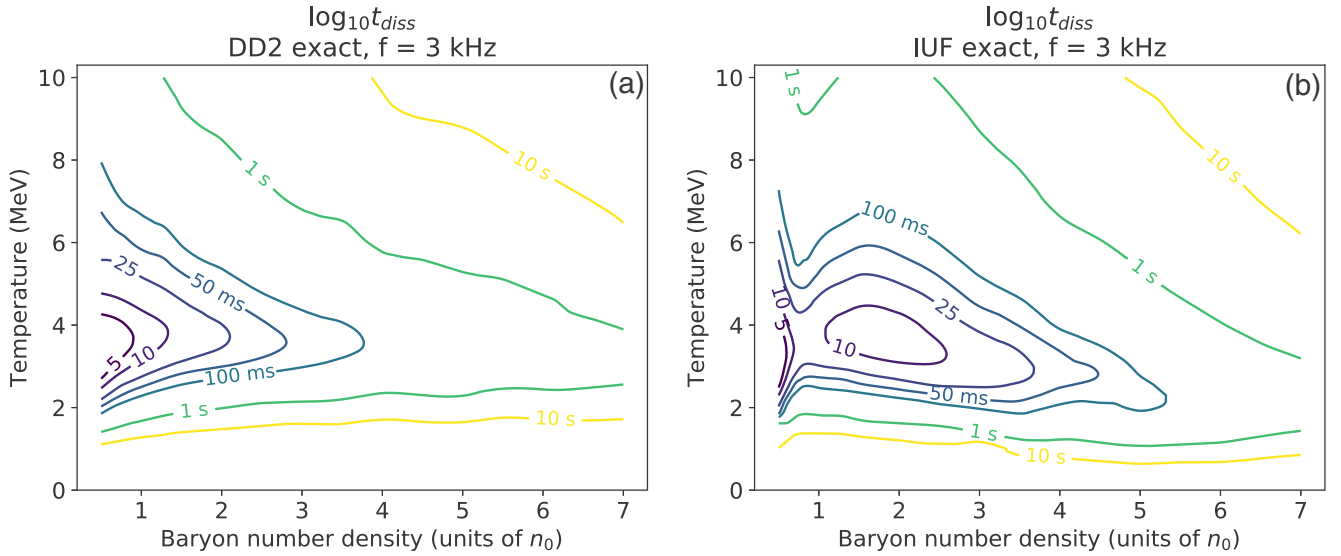 log₁₀t_diss
DD2 exact, f = 3 kHz
(a)
10
8
6
4
2
0
Temperature (MeV)
1 s
10 s
25
50 ms
5
10
100 ms
1 s
10 s
1
2
3
4
5
6
7
Baryon number density (units of n₀)
log₁₀t_diss
IUF exact, f = 3 kHz
(b)
10
8
6
4
2
0
Temperature (MeV)
1 s
10 s
100 ms
1 s
10
5
25
10
50 ms
1 s
10 s
1
2
3
4
5
6
7
Baryon number density (units of n₀)